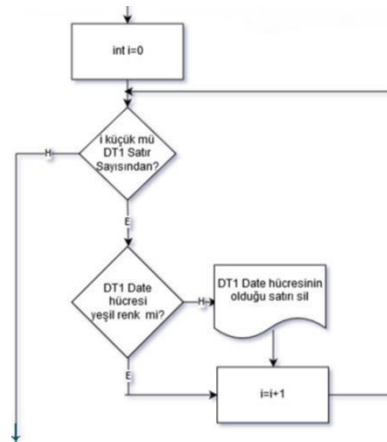 int i=0
i küçük mü
DT1 Satır
Sayısından?
H
E
DT1 Date
hücresi
yeşil renk mi?
H
DT1 Date hücresinin
olduğu satırı sil
E
i=i+1